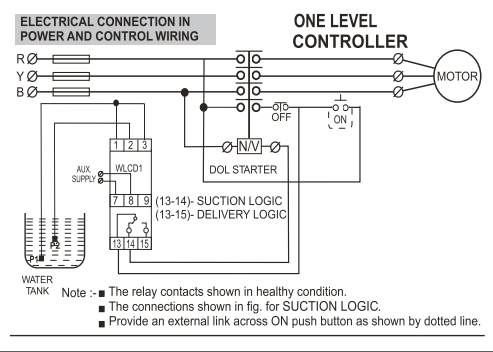 ELECTRICAL CONNECTION IN
POWER AND CONTROL WIRING
ONE LEVEL
CONTROLLER
R
Y
B
MOTOR
OFF
ON
N/V
DOL STARTER
1 2 3
WLCD1
AUX.
SUPPLY
7 8 9
(13-14)- SUCTION LOGIC
(13-15)- DELIVERY LOGIC
13 14 15
P1
P2
WATER
TANK
Note :- ■ The relay contacts shown in healthy condition.
■ The connections shown in fig. for SUCTION LOGIC.
■ Provide an external link across ON push button as shown by dotted line.